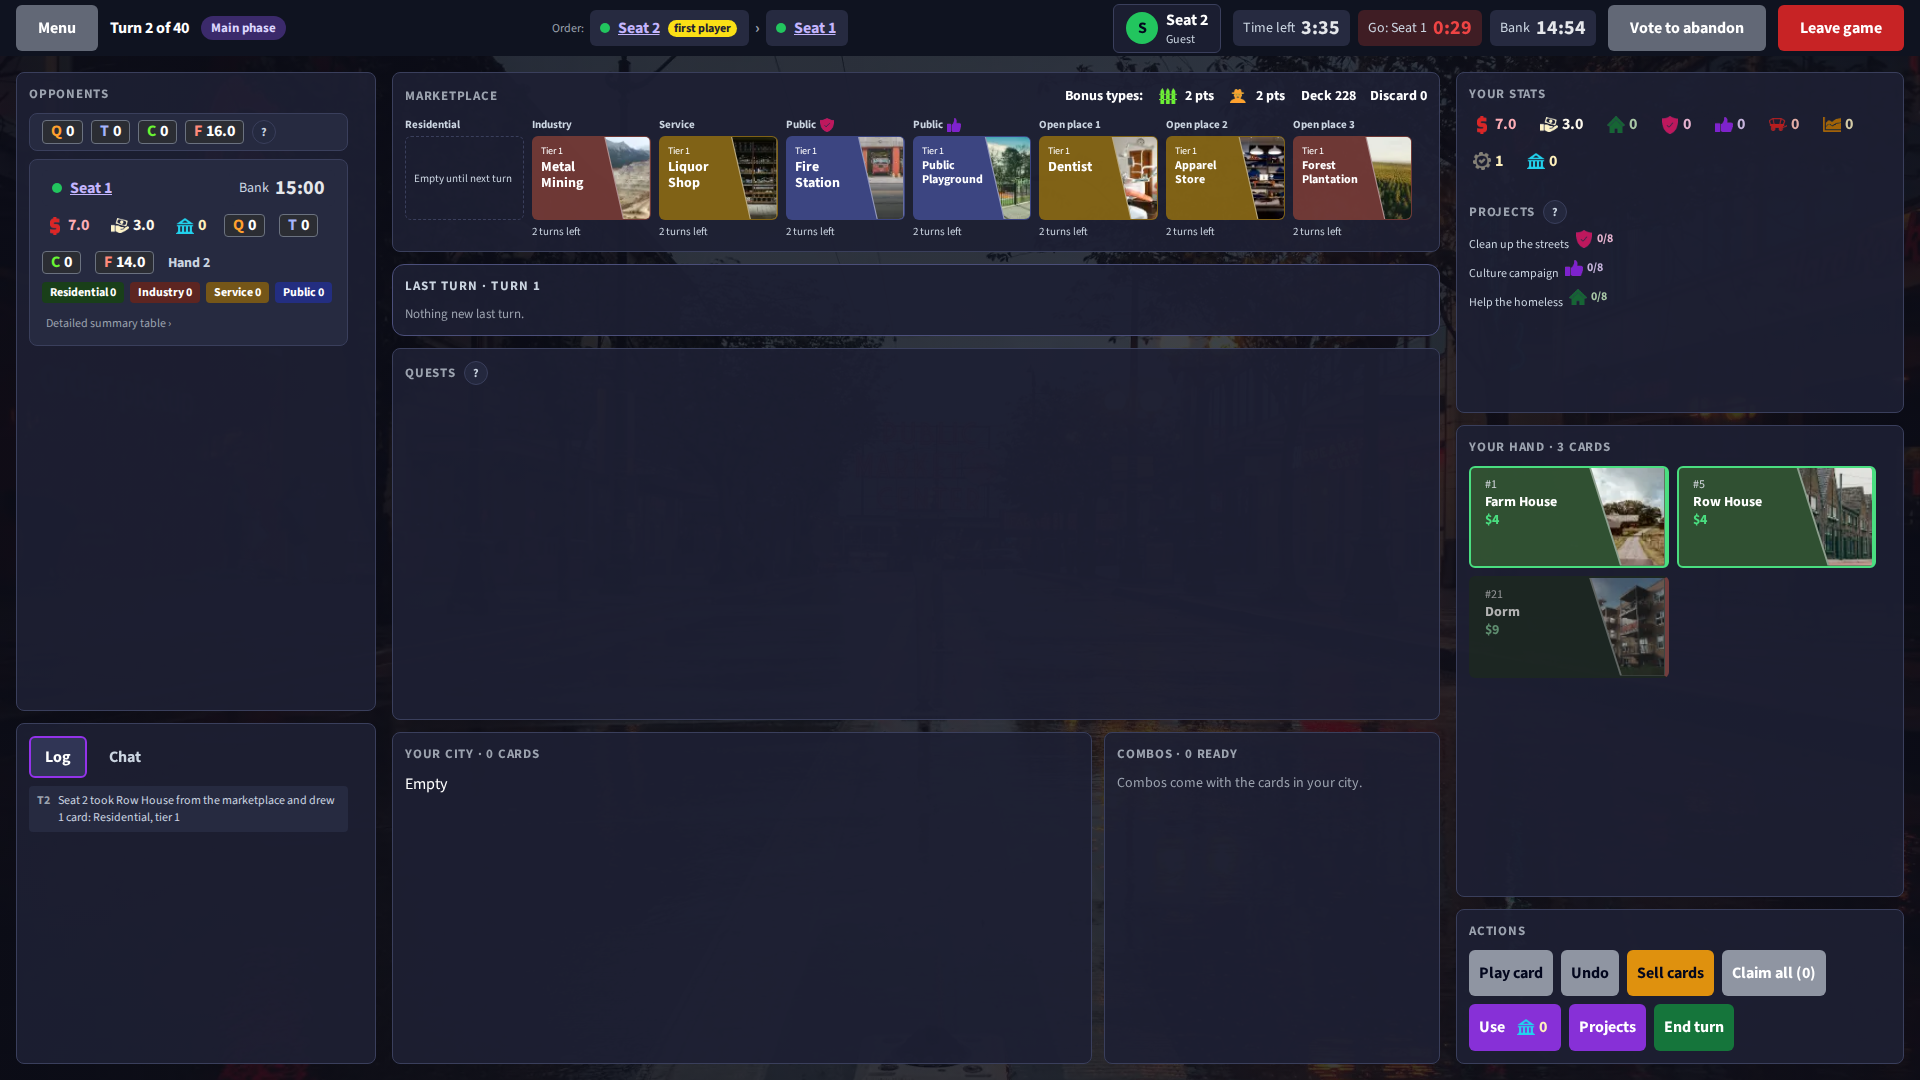 Menu
Turn 2 of 40
Main phase
Order:
Seat 2 first player › Seat 1
S
Seat 2
Guest
Time left 3:35
Go: Seat 1 0:29
Bank 14:54
Vote to abandon
Leave game
OPPONENTS
Q 0 T 0 C 0 F 16.0 ?
Seat 1 Bank 15:00
7.0 3.0 0 Q 0 T 0
C 0 F 14.0 Hand 2
Residential 0 Industry 0 Service 0 Public 0
Detailed summary table ›
Log Chat
T2 Seat 2 took Row House from the marketplace and drew
1 card: Residential, tier 1
MARKETPLACE
Bonus types: 2 pts 2 pts Deck 228 Discard 0
Residential
Empty until next turn
Industry
Tier 1
Metal
Mining
2 turns left
Service
Tier 1
Liquor
Shop
2 turns left
Public
Tier 1
Fire
Station
2 turns left
Public
Tier 1
Public
Playground
2 turns left
Open place 1
Tier 1
Dentist
2 turns left
Open place 2
Tier 1
Apparel
Store
2 turns left
Open place 3
Tier 1
Forest
Plantation
2 turns left
LAST TURN · TURN 1
Nothing new last turn.
QUESTS ?
YOUR CITY · 0 CARDS
Empty
COMBOS · 0 READY
Combos come with the cards in your city.
YOUR STATS
7.0 3.0 0 0 0 0 0
1 0
PROJECTS ?
Clean up the streets 0/8
Culture campaign 0/8
Help the homeless 0/8
YOUR HAND · 3 CARDS
#1
Farm House
$4
#5
Row House
$4
#21
Dorm
$9
ACTIONS
Play card
Undo
Sell cards
Claim all (0)
Use 0
Projects
End turn